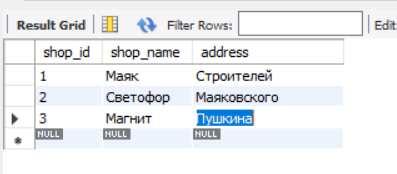 Result Grid Filter Rows: Edit
shop_id shop_name address
1 Маяк Строителей
2 Светофор Маяковского
3 Магнит Пушкина
NULL NULL NULL